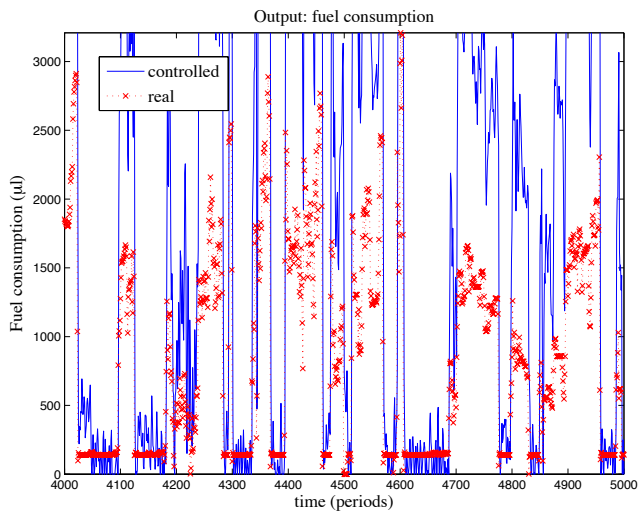 Output: fuel consumption
3000
2500
2000
1500
1000
500
0
Fuel consumption (µl)
controlled
real
4000 4100 4200 4300 4400 4500 4600 4700 4800 4900 5000
time (periods)